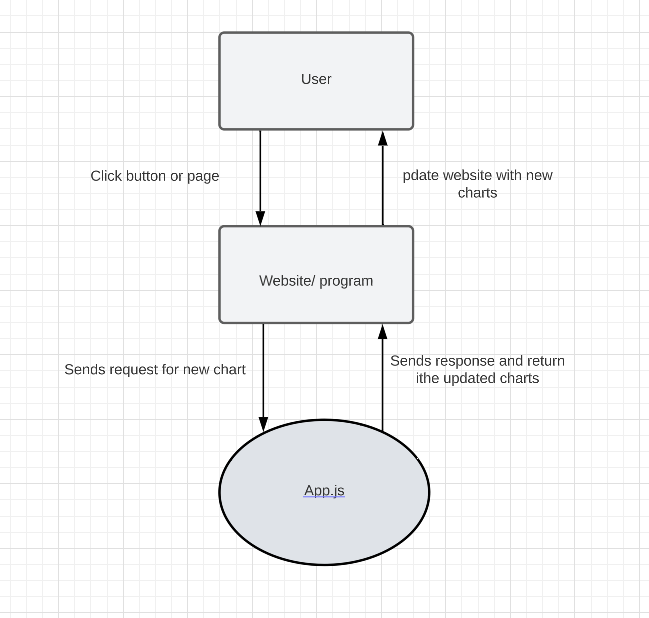 User
Click button or page
pdate website with new
charts
Website/ program
Sends request for new chart
Sends response and return
ithe updated charts
App.js